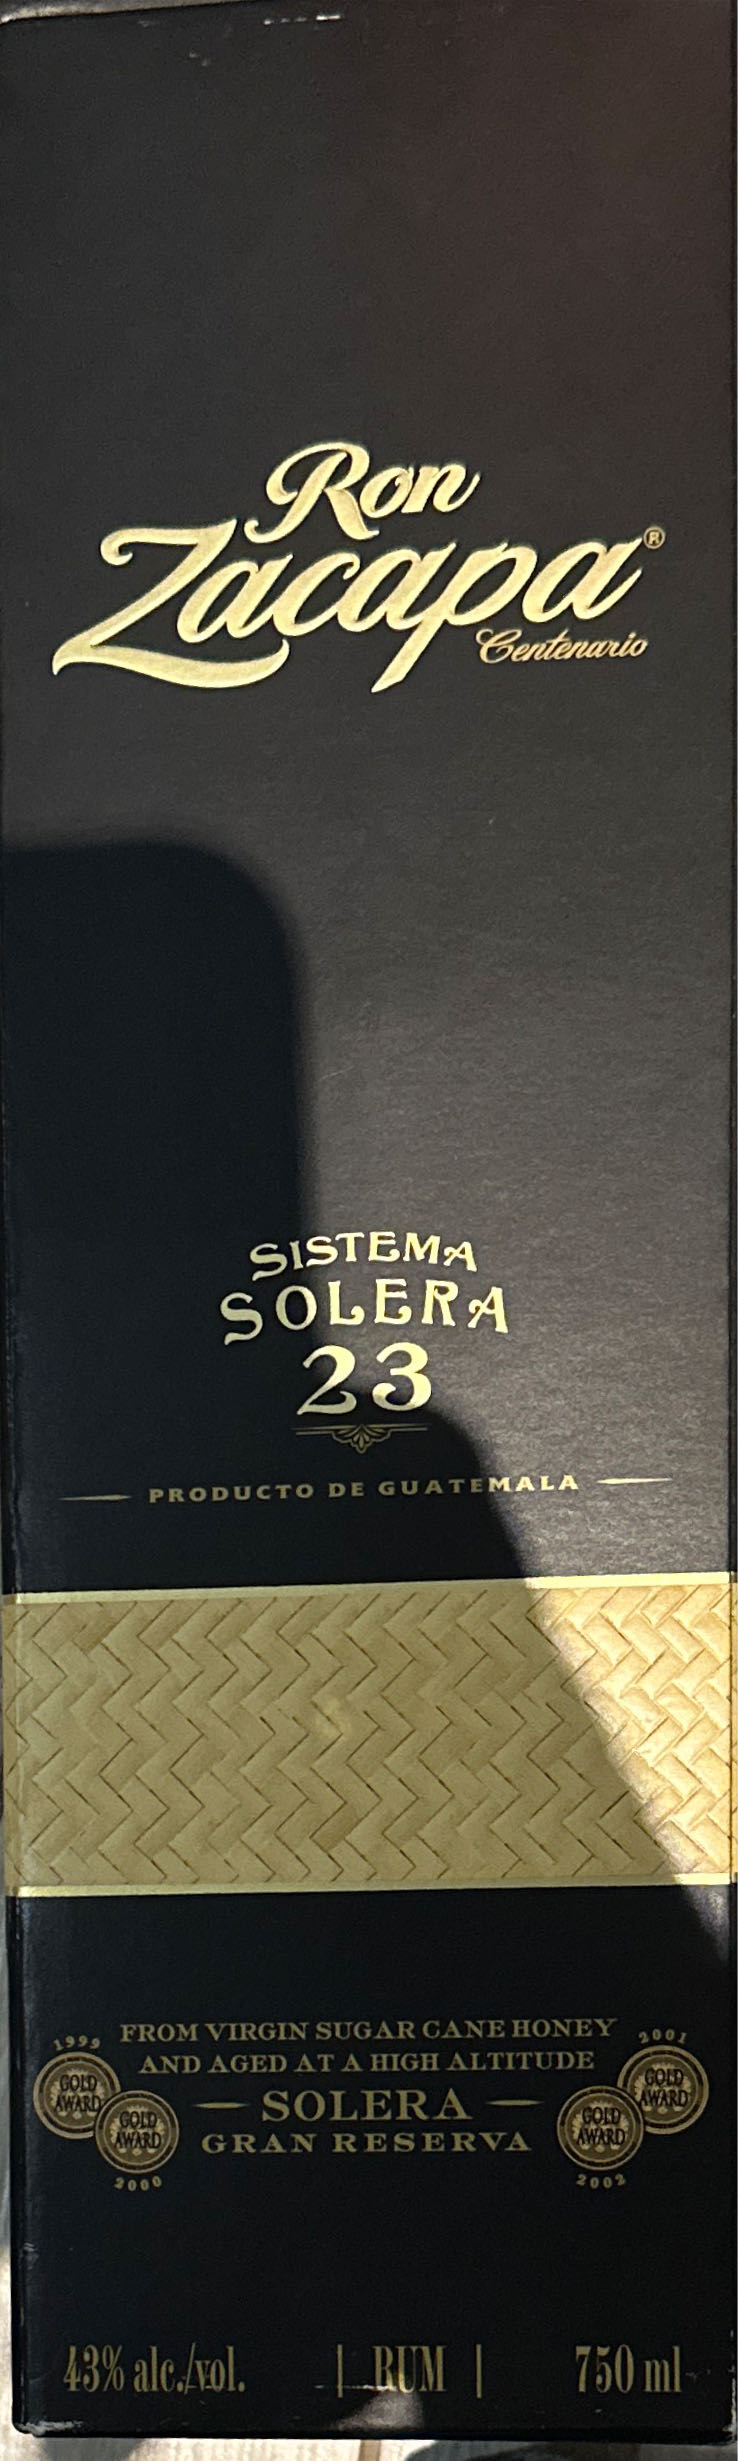 Ron
Zacapa®
Centenario
SISTEMA
SOLERA
23
PRODUCTO DE GUATEMALA
FROM VIRGIN SUGAR CANE HONEY
AND AGED AT A HIGH ALTITUDE
SOLERA
GRAN RESERVA
1999
GOLD
AWARD
GOLD
AWARD
2000
2001
GOLD
AWARD
GOLD
AWARD
2002
43% alc./vol. | RUM | 750 ml